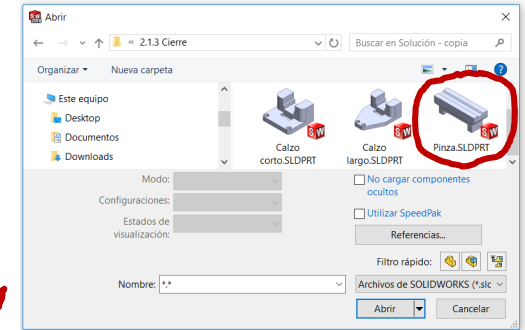 Abrir
« 2.1.3 Cierre
Buscar en Solución - copia
Organizar
Nueva carpeta
Este equipo
Desktop
Documentos
Downloads
Calzo corto.SLDPRT
Calzo largo.SLDPRT
Pinza.SLDPRT
Modo:
No cargar componentes ocultos
Configuraciones:
Utilizar SpeedPak
Estados de visualización:
Referencias...
Filtro rápido:
Nombre: *.*
Archivos de SOLIDWORKS (*.slc
Abrir
Cancelar